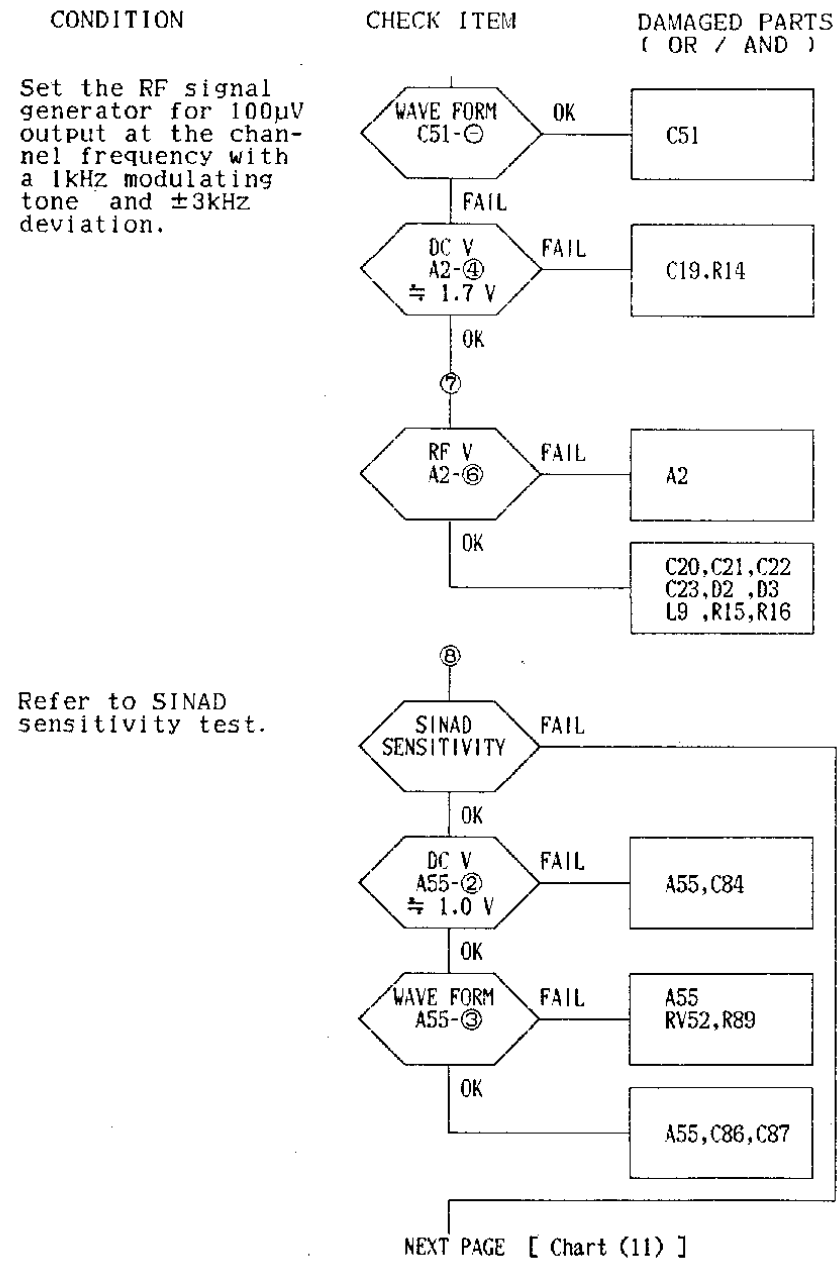 CONDITION
CHECK ITEM
DAMAGED PARTS
( OR / AND )
Set the RF signal
generator for 100µV
output at the chan-
nel frequency with
a 1kHz modulating
tone and ±3kHz
deviation.
WAVE FORM
C51-⊖
OK
C51
FAIL
DC V
A2-④
≒ 1.7 V
FAIL
C19.R14
OK
⑦
RF V
A2-⑥
FAIL
A2
OK
C20,C21,C22
C23,D2 ,D3
L9 ,R15,R16
⑧
Refer to SINAD
sensitivity test.
SINAD
SENSITIVITY
FAIL
OK
DC V
A55-②
≒ 1.0 V
FAIL
A55,C84
OK
WAVE FORM
A55-③
FAIL
A55
RV52,R89
OK
A55,C86,C87
NEXT PAGE [ Chart (11) ]